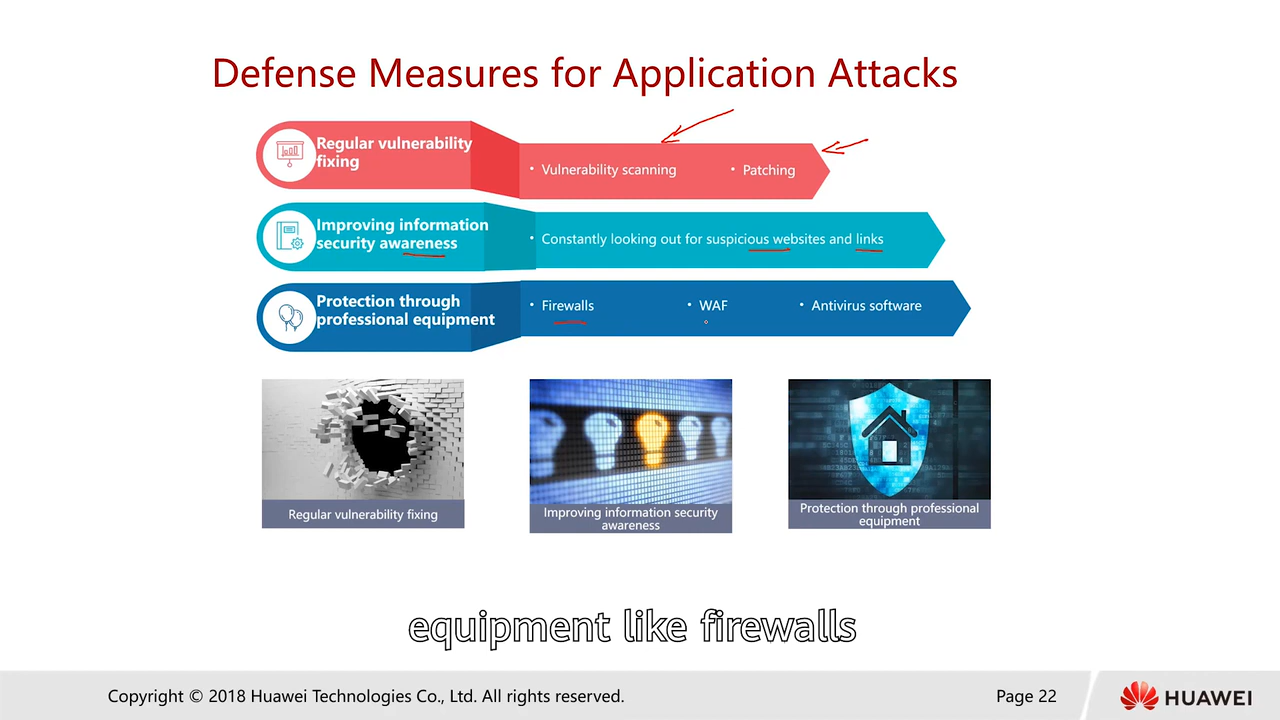 Defense Measures for Application Attacks
Regular vulnerability
fixing
• Vulnerability scanning
• Patching
Improving information
security awareness
• Constantly looking out for suspicious websites and links
Protection through
professional equipment
• Firewalls
• WAF
• Antivirus software
Regular vulnerability fixing
Improving information security
awareness
Protection through professional
equipment
equipment like firewalls
Copyright © 2018 Huawei Technologies Co., Ltd. All rights reserved.
Page 22
HUAWEI